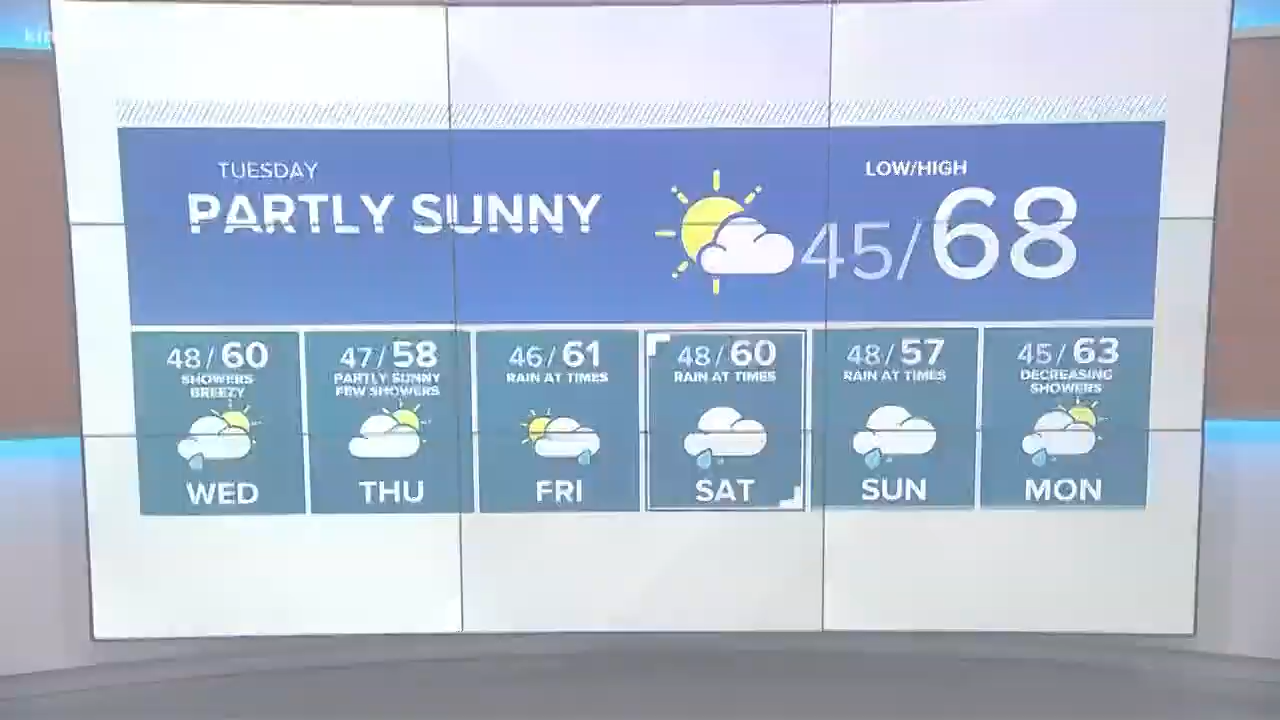 TUESDAY
PARTLY SUNNY
LOW/HIGH
45/68
48/60
SHOWERS
BREEZY
WED
47/58
PARTLY SUNNY
FEW SHOWERS
THU
46/61
RAIN AT TIMES
FRI
48/60
RAIN AT TIMES
SAT
48/57
RAIN AT TIMES
SUN
45/63
DECREASING
SHOWERS
MON